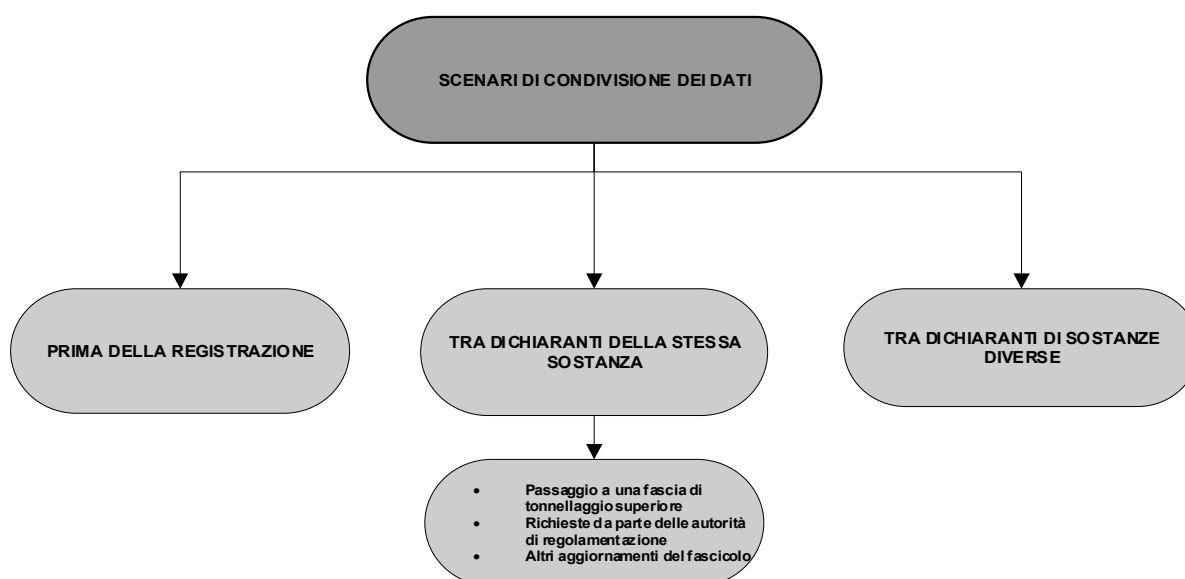 SCENARI DI CONDIVISIONE DEI DATI
PRIMA DELLA REGISTRAZIONE
TRA DICHIARANTI DELLA STESSA
SOSTANZA
TRA DICHIARANTI DI SOSTANZE
DIVERSE
• Passaggio a una fascia di
tonnellaggio superiore
• Richieste da parte delle autorità
di regolamentazione
• Altri aggiornamenti del fascicolo